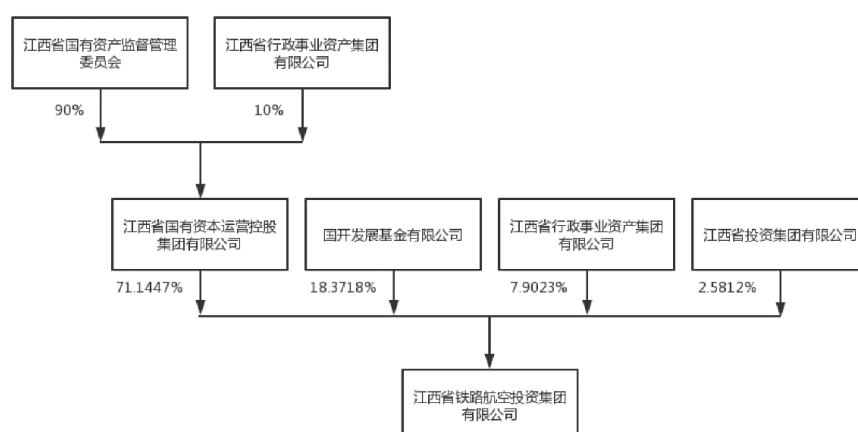 江西省国有资产监督管理
委员会
江西省行政事业资产集团
有限公司
90%
10%
江西省国有资本运营控股
集团有限公司
国开发展基金有限公司
江西省行政事业资产集团
有限公司
江西省投资集团有限公司
71.1447%
18.3718%
7.9023%
2.5812%
江西省铁路航空投资集团
有限公司